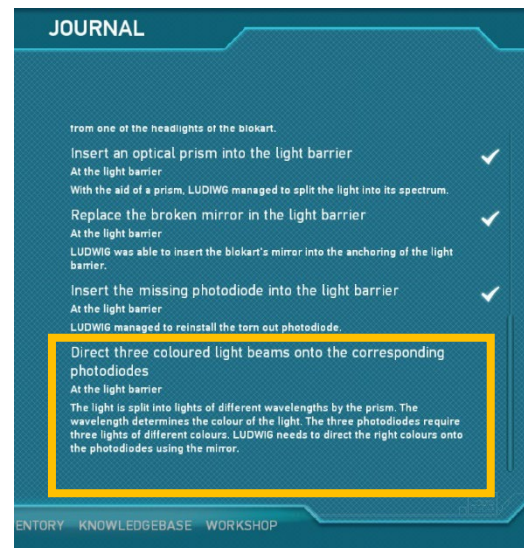 JOURNAL
from one of the headlights of the blokart.
Insert an optical prism into the light barrier
At the light barrier
With the aid of a prism, LUDIWG managed to split the light into its spectrum.
Replace the broken mirror in the light barrier
At the light barrier
LUDWIG was able to insert the blokart's mirror into the anchoring of the light
barrier.
Insert the missing photodiode into the light barrier
At the light barrier
LUDWIG managed to reinstall the torn out photodiode.
Direct three coloured light beams onto the corresponding
photodiodes
At the light barrier
The light is split into lights of different wavelengths by the prism. The
wavelength determines the colour of the light. The three photodiodes require
three lights of different colours. LUDWIG needs to direct the right colours onto
the photodiodes using the mirror.
ENTORY KNOWLEDGEBASE WORKSHOP